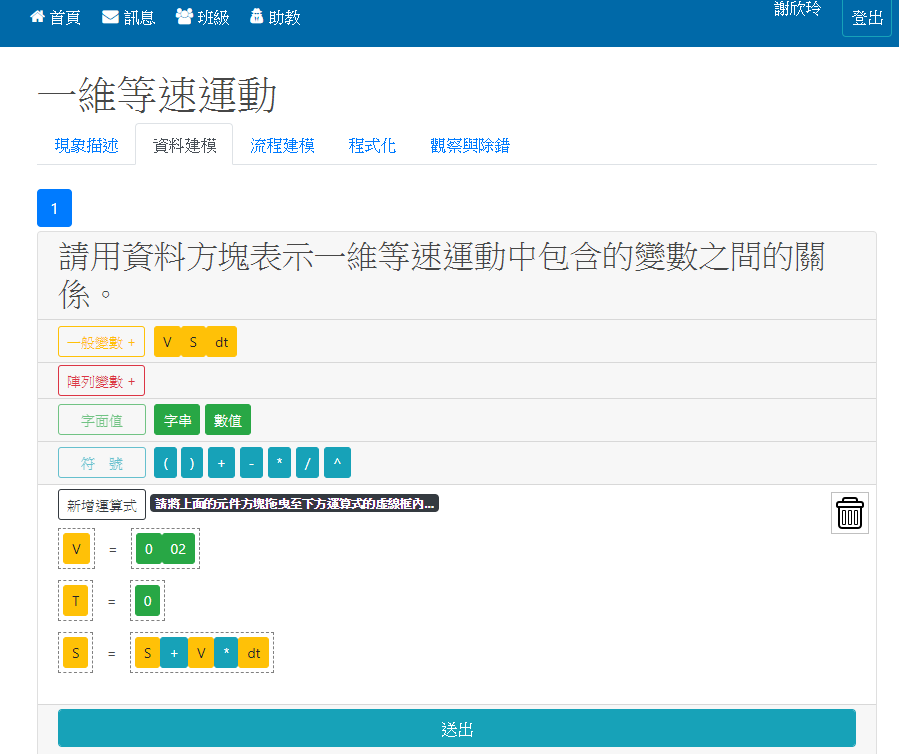 首頁 訊息 班級 助教 謝欣玲 登出
一維等速運動
現象描述 資料建模 流程建模 程式化 觀察與除錯
1
請用資料方塊表示一維等速運動中包含的變數之間的關
係。
一般變數 + V S dt
陣列變數 +
字面值 字串 數值
符 號 ( ) + - * / ^
新增運算式 請將上面的元件方塊拖曳至下方運算式的虛線框內...
V = 0 02
T = 0
S = S + V * dt
送出